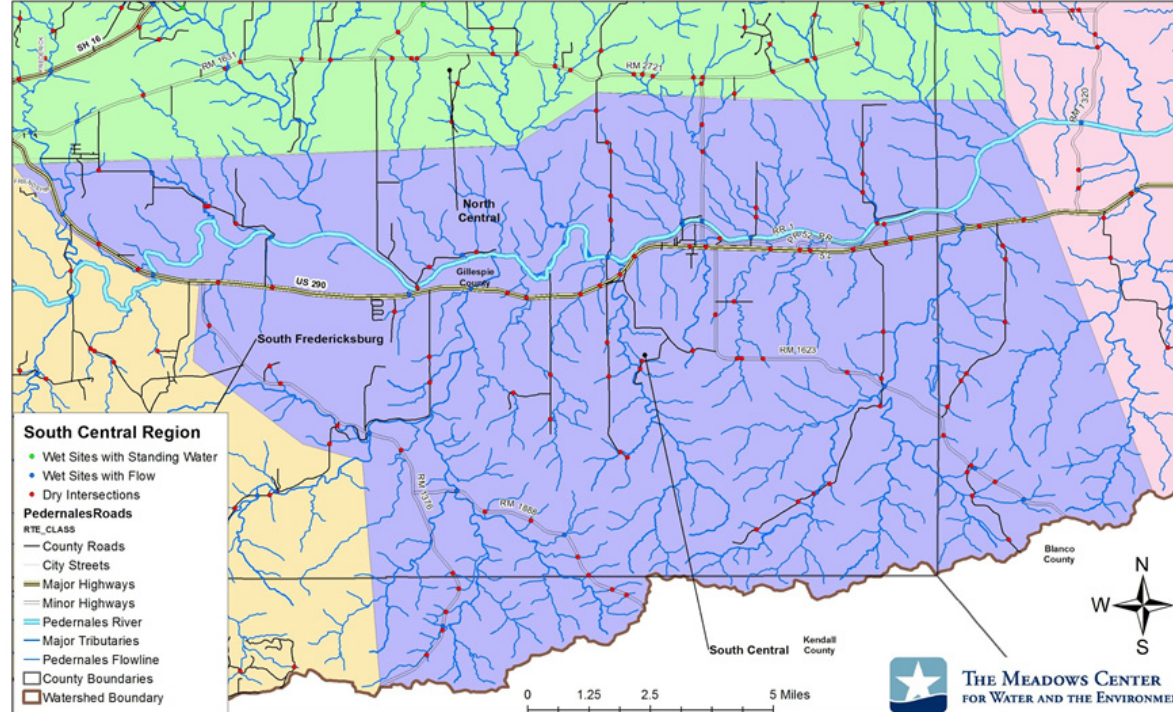 SH 16
RM 1631
RM 2721
RM 1320
North
Central
RR 1
PR 52
PR
52
US 290
Gillespie
County
South Fredericksburg
RM 1623
RM 1376
RM 1888
South Central Region
Wet Sites with Standing Water
Wet Sites with Flow
Dry Intersections
PedernalesRoads
RTE_CLASS
County Roads
City Streets
Major Highways
Minor Highways
Pedernales River
Major Tributaries
Pedernales Flowline
County Boundaries
Watershed Boundary
Blanco
County
N
W
S
South Central
Kendall
County
0 1.25 2.5 5 Miles
THE MEADOWS CENTER
FOR WATER AND THE ENVIRONME